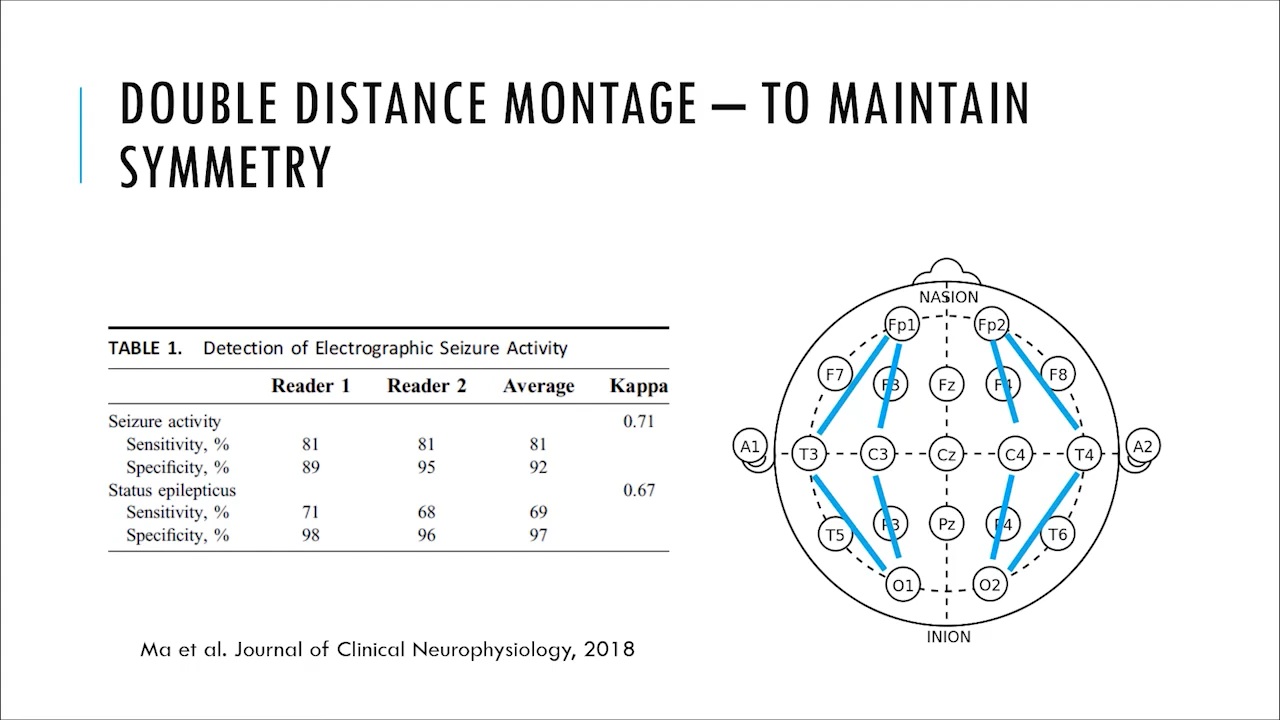 DOUBLE DISTANCE MONTAGE – TO MAINTAIN
SYMMETRY
TABLE 1. Detection of Electrographic Seizure Activity
Reader 1 Reader 2 Average Kappa
Seizure activity 0.71
Sensitivity, % 81 81 81
Specificity, % 89 95 92
Status epilepticus 0.67
Sensitivity, % 71 68 69
Specificity, % 98 96 97
Ma et al. Journal of Clinical Neurophysiology, 2018
NASION
Fp1 Fp2
F7 F3 Fz F4 F8
A1 T3 C3 Cz C4 T4 A2
T5 P3 Pz P4 T6
O1 O2
INION